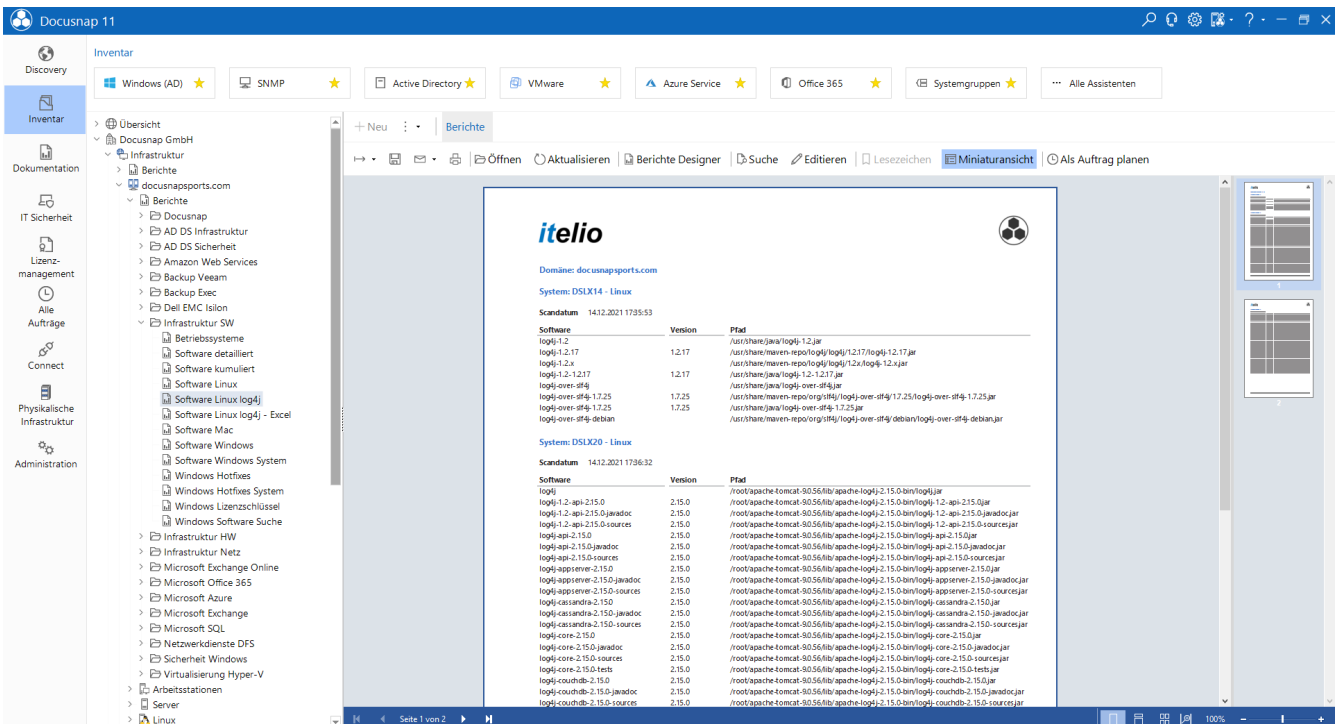 Docusnap 11
Discovery
Inventar
Dokumentation
IT Sicherheit
Lizenz-
management
Alle
Aufträge
Connect
Physikalische
Infrastruktur
Administration
Inventar
Windows (AD)
SNMP
Active Directory
VMware
Azure Service
Office 365
Systemgruppen
Alle Assistenten
Übersicht
Docusnap GmbH
Infrastruktur
Berichte
docusnapsports.com
Berichte
Docusnap
AD DS Infrastruktur
AD DS Sicherheit
Amazon Web Services
Backup Veeam
Backup Exec
Dell EMC Isilon
Infrastruktur SW
Betriebssysteme
Software detailliert
Software kumuliert
Software Linux
Software Linux log4j
Software Linux log4j - Excel
Software Mac
Software Windows
Software Windows System
Windows Hotfixes
Windows Hotfixes System
Windows Lizenzschlüssel
Windows Software Suche
Infrastruktur HW
Infrastruktur Netz
Microsoft Exchange Online
Microsoft Office 365
Microsoft Azure
Microsoft Exchange
Microsoft SQL
Netzwerkdienste DFS
Sicherheit Windows
Virtualisierung Hyper-V
Arbeitsstationen
Server
Linux
+ Neu Berichte
Öffnen Aktualisieren Berichte Designer Suche Editieren Lesezeichen Miniaturansicht Als Auftrag planen
itelio
Domäne: docusnapsports.com
System: DSLX14 - Linux
Scandatum 14.12.2021 17:35:53
Software Version Pfad
log4j-1.2 /usr/share/java/log4j-1.2.jar
log4j-1.2.17 1.2.17 /usr/share/maven-repo/log4j/log4j/1.2.17/log4j-1.2.17.jar
log4j-1.2.x /usr/share/maven-repo/log4j/log4j/1.2.x/log4j-1.2.x.jar
log4j-1.2-1.2.17 1.2.17 /usr/share/java/log4j-1.2-1.2.17.jar
log4j-over-slf4j /usr/share/java/log4j-over-slf4j.jar
log4j-over-slf4j-1.7.25 1.7.25 /usr/share/maven-repo/org/slf4j/log4j-over-slf4j/1.7.25/log4j-over-slf4j-1.7.25.jar
log4j-over-slf4j-1.7.25 1.7.25 /usr/share/java/log4j-over-slf4j-1.7.25.jar
log4j-over-slf4j-debian /usr/share/maven-repo/org/slf4j/log4j-over-slf4j/debian/log4j-over-slf4j-debian.jar
System: DSLX20 - Linux
Scandatum 14.12.2021 17:36:32
Software Version Pfad
log4j /root/apache-tomcat-9.0.56/lib/apache-log4j-2.15.0-bin/log4j.jar
log4j-1.2-api-2.15.0 2.15.0 /root/apache-tomcat-9.0.56/lib/apache-log4j-2.15.0-bin/log4j-1.2-api-2.15.0.jar
log4j-1.2-api-2.15.0-javadoc 2.15.0 /root/apache-tomcat-9.0.56/lib/apache-log4j-2.15.0-bin/log4j-1.2-api-2.15.0-javadoc.jar
log4j-1.2-api-2.15.0-sources 2.15.0 /root/apache-tomcat-9.0.56/lib/apache-log4j-2.15.0-bin/log4j-1.2-api-2.15.0-sources.jar
log4j-api-2.15.0 2.15.0 /root/apache-tomcat-9.0.56/lib/apache-log4j-2.15.0-bin/log4j-api-2.15.0.jar
log4j-api-2.15.0-javadoc 2.15.0 /root/apache-tomcat-9.0.56/lib/apache-log4j-2.15.0-bin/log4j-api-2.15.0-javadoc.jar
log4j-api-2.15.0-sources 2.15.0 /root/apache-tomcat-9.0.56/lib/apache-log4j-2.15.0-bin/log4j-api-2.15.0-sources.jar
log4j-appserver-2.15.0 2.15.0 /root/apache-tomcat-9.0.56/lib/apache-log4j-2.15.0-bin/log4j-appserver-2.15.0.jar
log4j-appserver-2.15.0-javadoc 2.15.0 /root/apache-tomcat-9.0.56/lib/apache-log4j-2.15.0-bin/log4j-appserver-2.15.0-javadoc.jar
log4j-appserver-2.15.0-sources 2.15.0 /root/apache-tomcat-9.0.56/lib/apache-log4j-2.15.0-bin/log4j-appserver-2.15.0-sources.jar
log4j-cassandra-2.15.0 2.15.0 /root/apache-tomcat-9.0.56/lib/apache-log4j-2.15.0-bin/log4j-cassandra-2.15.0.jar
log4j-cassandra-2.15.0-javadoc 2.15.0 /root/apache-tomcat-9.0.56/lib/apache-log4j-2.15.0-bin/log4j-cassandra-2.15.0-javadoc.jar
log4j-cassandra-2.15.0-sources 2.15.0 /root/apache-tomcat-9.0.56/lib/apache-log4j-2.15.0-bin/log4j-cassandra-2.15.0-sources.jar
log4j-core-2.15.0 2.15.0 /root/apache-tomcat-9.0.56/lib/apache-log4j-2.15.0-bin/log4j-core-2.15.0.jar
log4j-core-2.15.0-javadoc 2.15.0 /root/apache-tomcat-9.0.56/lib/apache-log4j-2.15.0-bin/log4j-core-2.15.0-javadoc.jar
log4j-core-2.15.0-sources 2.15.0 /root/apache-tomcat-9.0.56/lib/apache-log4j-2.15.0-bin/log4j-core-2.15.0-sources.jar
log4j-core-2.15.0-tests 2.15.0 /root/apache-tomcat-9.0.56/lib/apache-log4j-2.15.0-bin/log4j-core-2.15.0-tests.jar
log4j-couchdb-2.15.0 2.15.0 /root/apache-tomcat-9.0.56/lib/apache-log4j-2.15.0-bin/log4j-couchdb-2.15.0.jar
log4j-couchdb-2.15.0-javadoc 2.15.0 /root/apache-tomcat-9.0.56/lib/apache-log4j-2.15.0-bin/log4j-couchdb-2.15.0-javadoc.jar
log4j-couchdb-2.15.0-sources 2.15.0 /root/apache-tomcat-9.0.56/lib/apache-log4j-2.15.0-bin/log4j-couchdb-2.15.0-sources.jar
1
2
Seite 1 von 2
100%